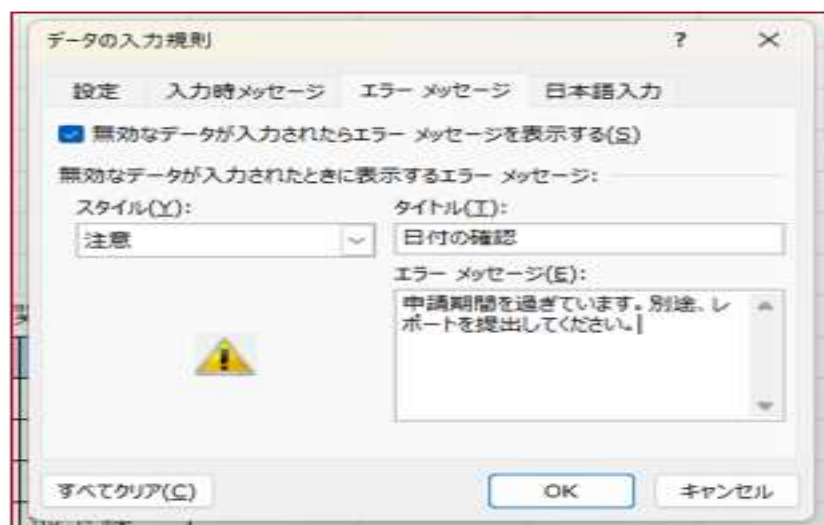 データの入力規則 ? ×
設定 入力時メッセージ エラー メッセージ 日本語入力
無効なデータが入力されたらエラー メッセージを表示する(S)
無効なデータが入力されたときに表示するエラー メッセージ:
スタイル(Y): タイトル(T):
注意 日付の確認
エラー メッセージ(E):
申請期間を過ぎています。別途、レ
ポートを提出してください。
すべてクリア(C) OK キャンセル